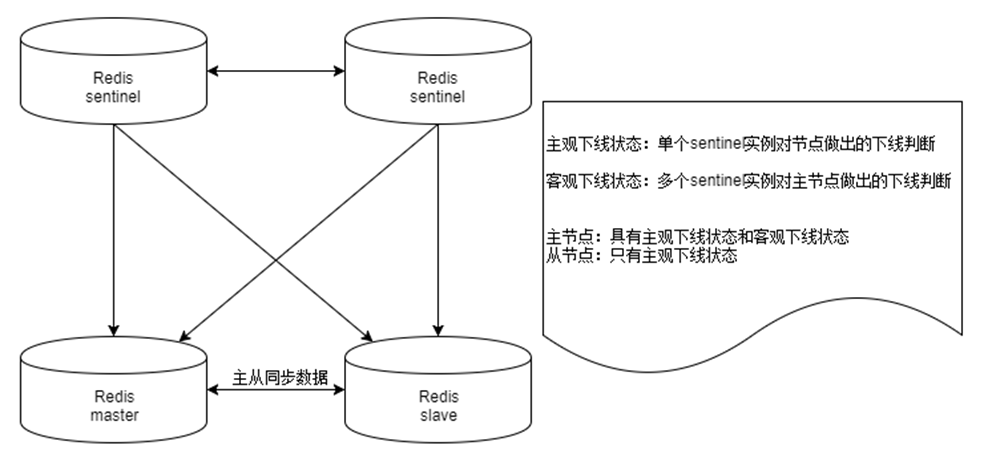 Redis
sentinel
Redis
sentinel
主观下线状态：单个sentinel实例对节点做出的下线判断
客观下线状态：多个sentinel实例对主节点做出的下线判断
主节点：具有主观下线状态和客观下线状态
从节点：只有主观下线状态
主从同步数据
Redis
master
Redis
slave